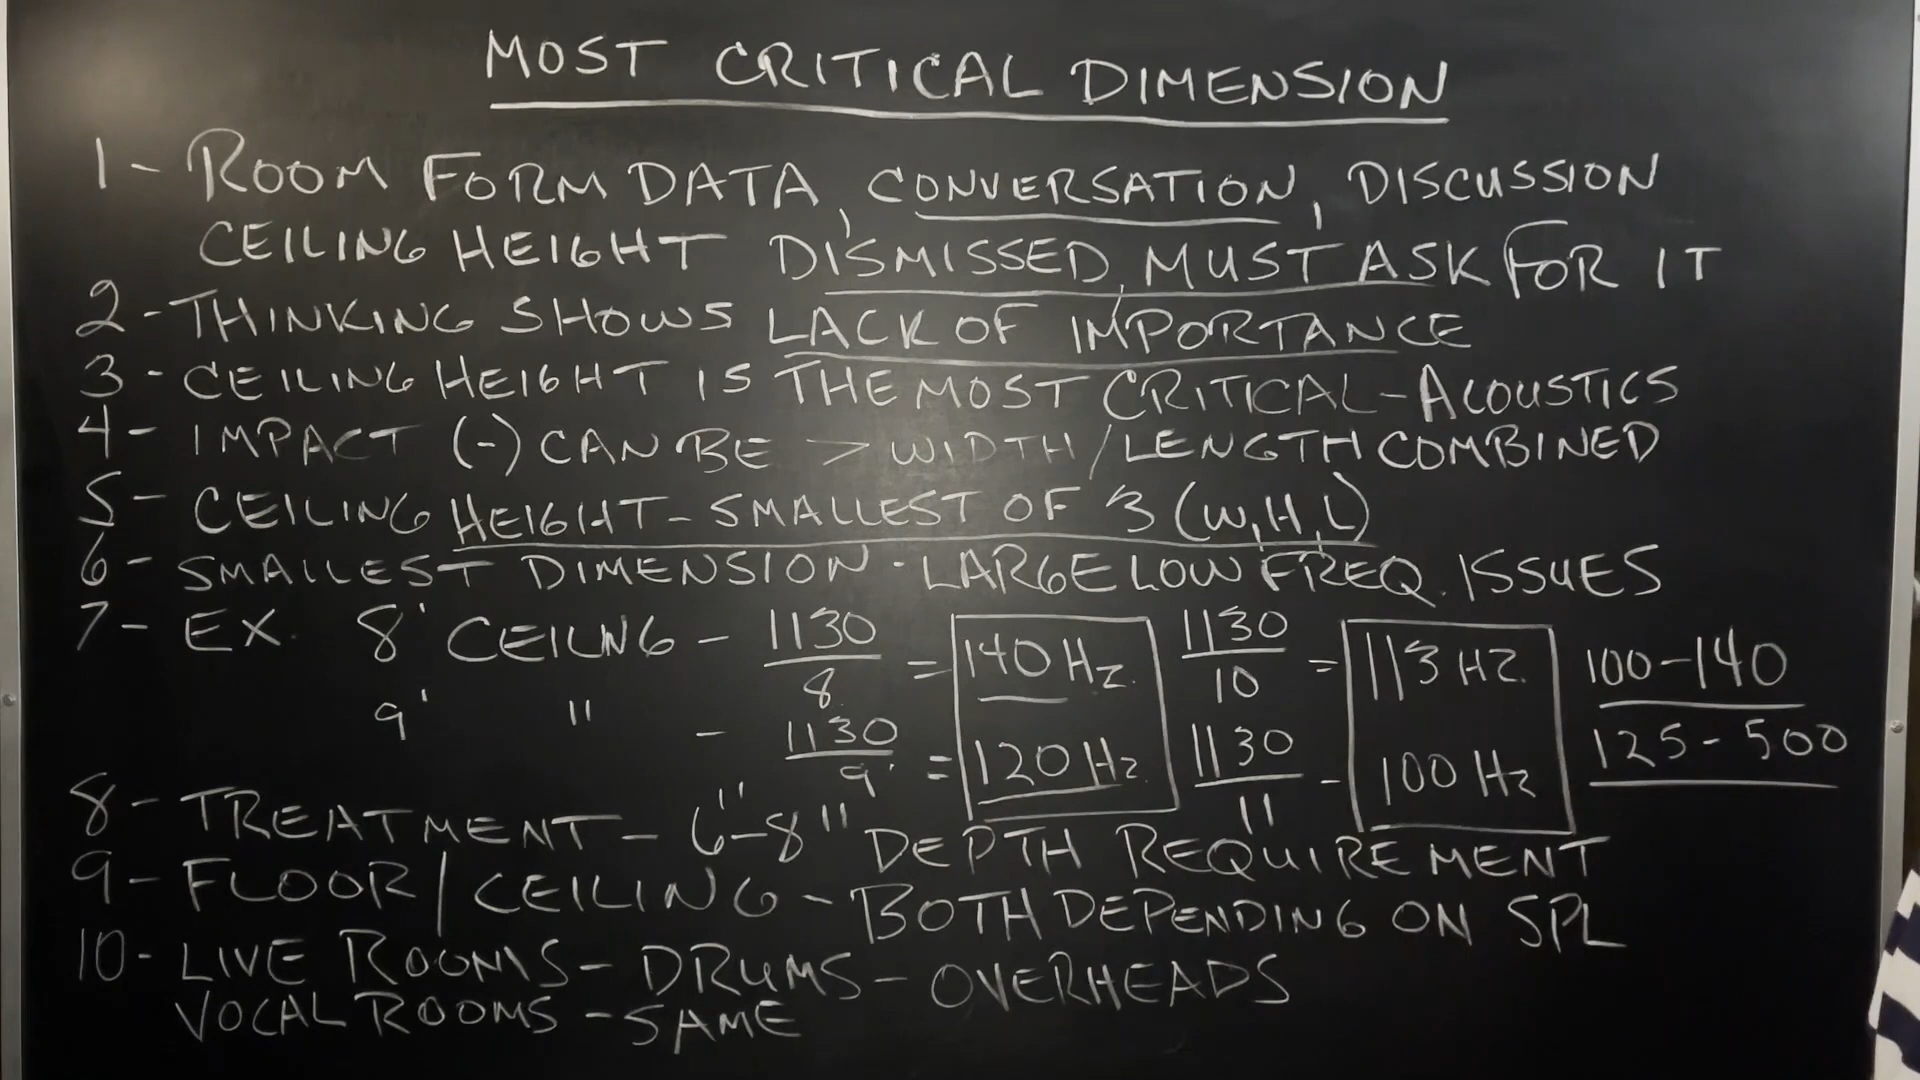 MOST CRITICAL DIMENSION
1- ROOM FORM DATA, CONVERSATION, DISCUSSION
CEILING HEIGHT DISMISSED, MUST ASK FOR IT
2- THINKING SHOWS LACK OF IMPORTANCE
3- CEILING HEIGHT IS THE MOST CRITICAL - ACOUSTICS
4- IMPACT (-) CAN BE > WIDTH/LENGTH COMBINED
5- CEILING HEIGHT - SMALLEST OF 3 (W,H,L)
6- SMALLEST DIMENSION - LARGE LOW FREQ. ISSUES
7- EX. 8' CEILNG - 1130/8 = 140 Hz. 1130/10 = 113 HZ. 100-140
9' " - 1130/9' = 120 Hz. 1130/11 - 100 Hz 125-500
8- TREATMENT - 6"-8" DEPTH REQUIREMENT
9- FLOOR/CEILING - BOTH DEPENDING ON SPL
10- LIVE ROOMS - DRUMS - OVERHEADS
VOCAL ROOMS - SAME